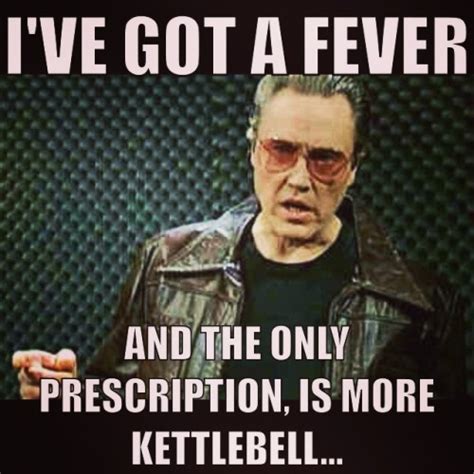 I'VE GOT A FEVER
AND THE ONLY
PRESCRIPTION, IS MORE
KETTLEBELL...